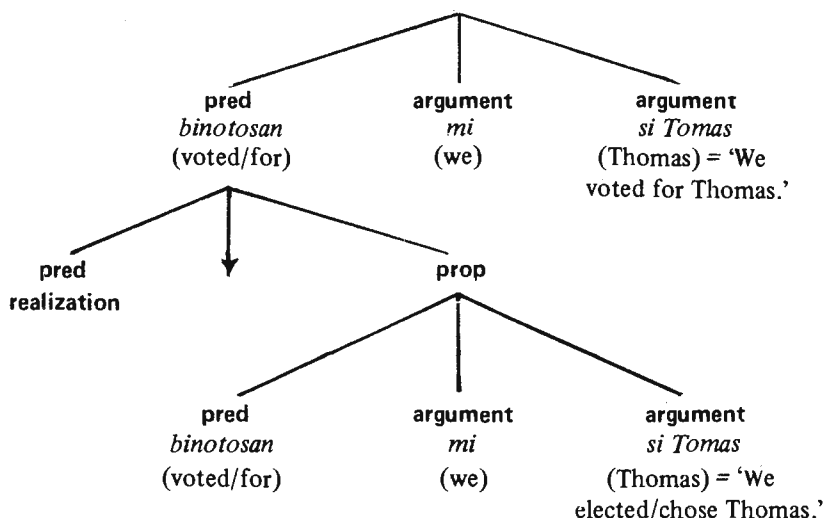 pred argument argument
binotosan mi si Tomas
(voted/for) (we) (Thomas) = ‘We
voted for Thomas.’
pred prop
realization
pred argument argument
binotosan mi si Tomas
(voted/for) (we) (Thomas) = ‘We
elected/chose Thomas.’